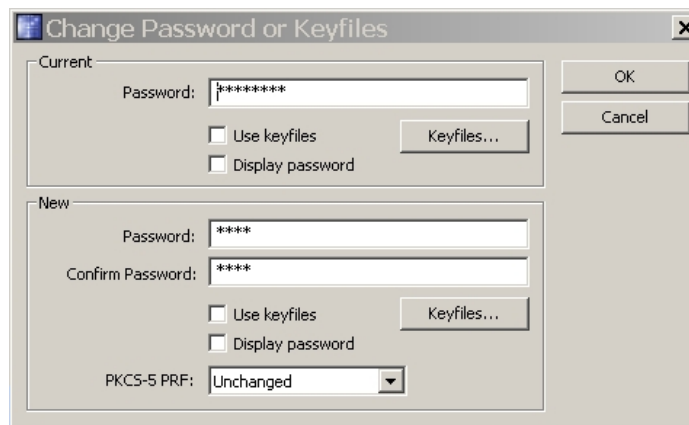 Change Password or Keyfiles
Current
Password: ********
Use keyfiles
Keyfiles...
Display password
OK
Cancel
New
Password: ****
Confirm Password: ****
Use keyfiles
Keyfiles...
Display password
PKCS-5 PRF: Unchanged